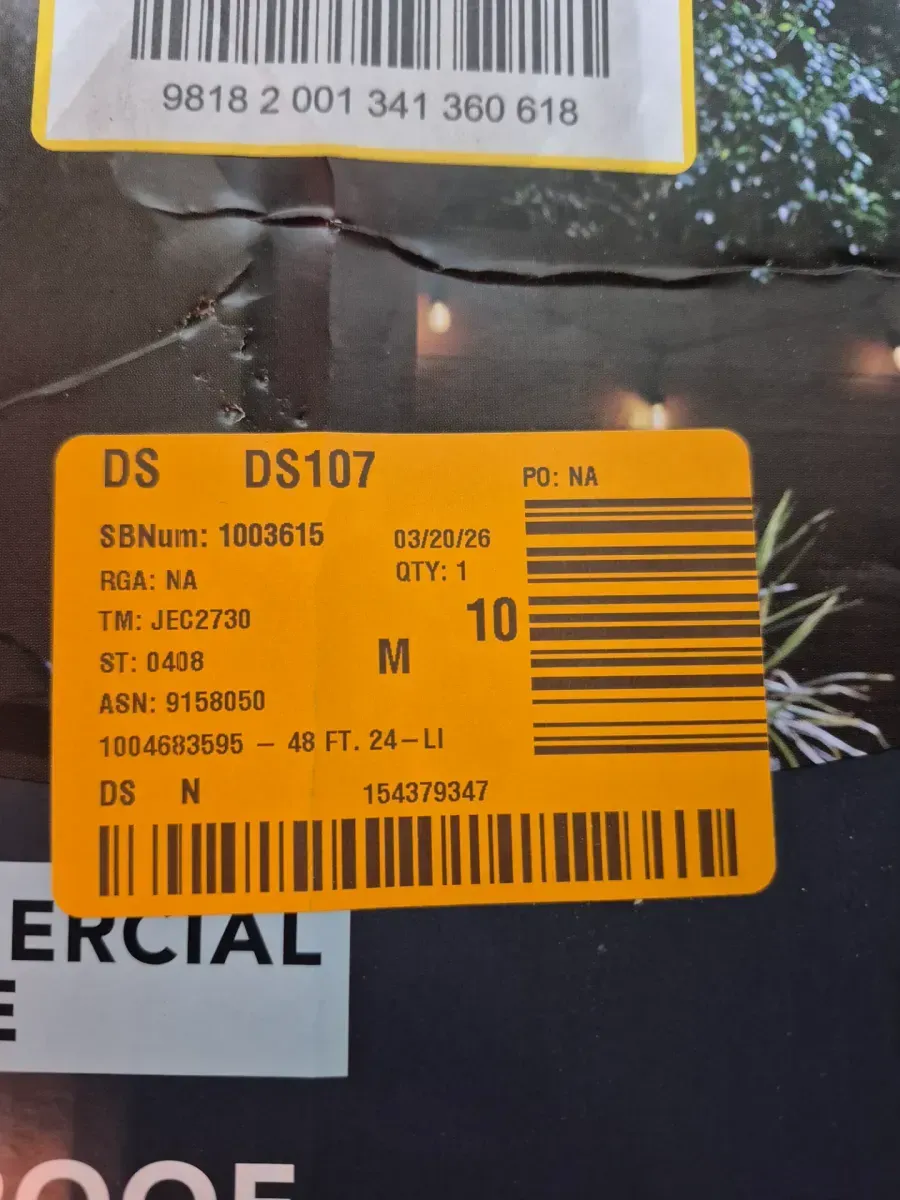 9818 2 001 341 360 618
DS DS107 PO: NA
SBNum: 1003615 03/20/26
RGA: NA QTY: 1
TM: JEC2730 10
ST: 0408 M
ASN: 9158050
1004683595 – 48 FT. 24–LI
DS N 154379347
ERCIAL
E
OOF